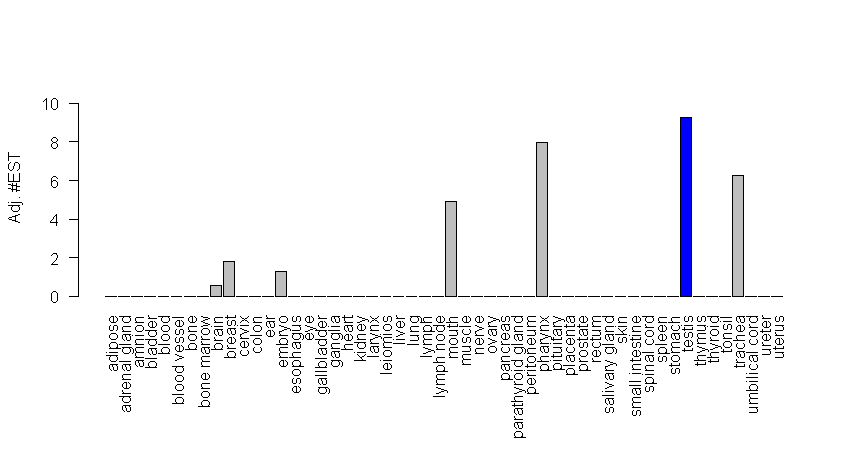 Adj. #EST
10
8
6
4
2
0
adipose
adrenal gland
amnion
bladder
blood
blood vessel
bone
bone marrow
brain
breast
cervix
colon
ear
embryo
esophagus
eye
gallbladder
ganglia
heart
kidney
larynx
leiomios
liver
lung
lymph
lymph node
mouth
muscle
nerve
ovary
pancreas
parathyroid gland
peritoneum
pharynx
pituitary
placenta
prostate
rectum
salivary gland
skin
small intestine
spinal cord
spleen
stomach
testis
thymus
thyroid
tonsil
trachea
umbilical cord
ureter
uterus